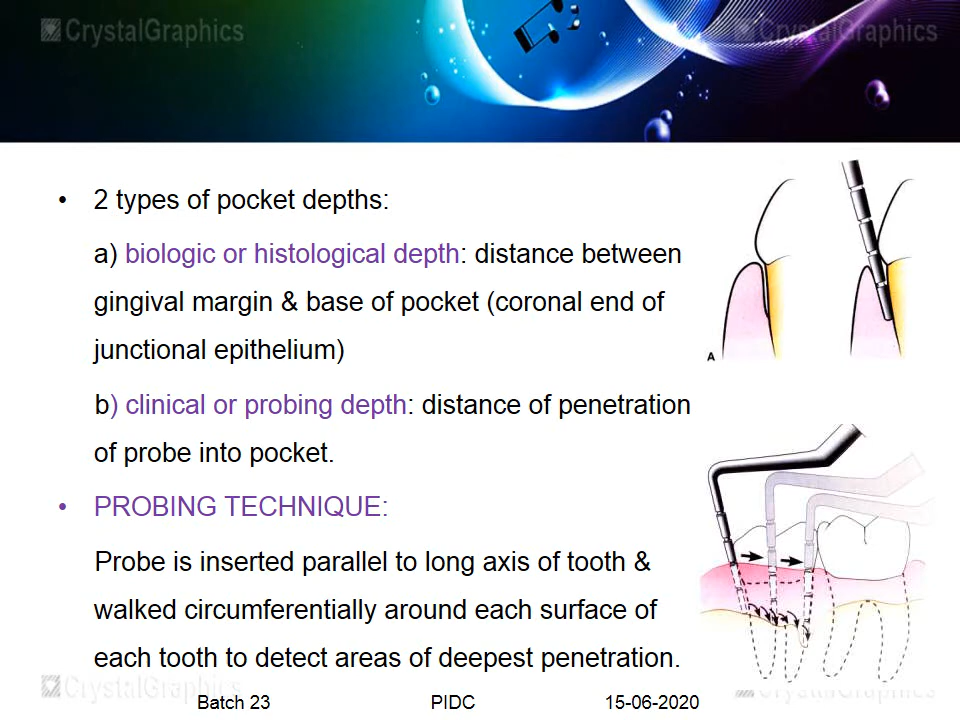 CrystalGraphics
CrystalGraphics
• 2 types of pocket depths:
a) biologic or histological depth: distance between
gingival margin & base of pocket (coronal end of
junctional epithelium)
b) clinical or probing depth: distance of penetration
of probe into pocket.
• PROBING TECHNIQUE:
Probe is inserted parallel to long axis of tooth &
walked circumferentially around each surface of
each tooth to detect areas of deepest penetration.
A
CrystalGraphics
Batch 23 PIDC 15-06-2020